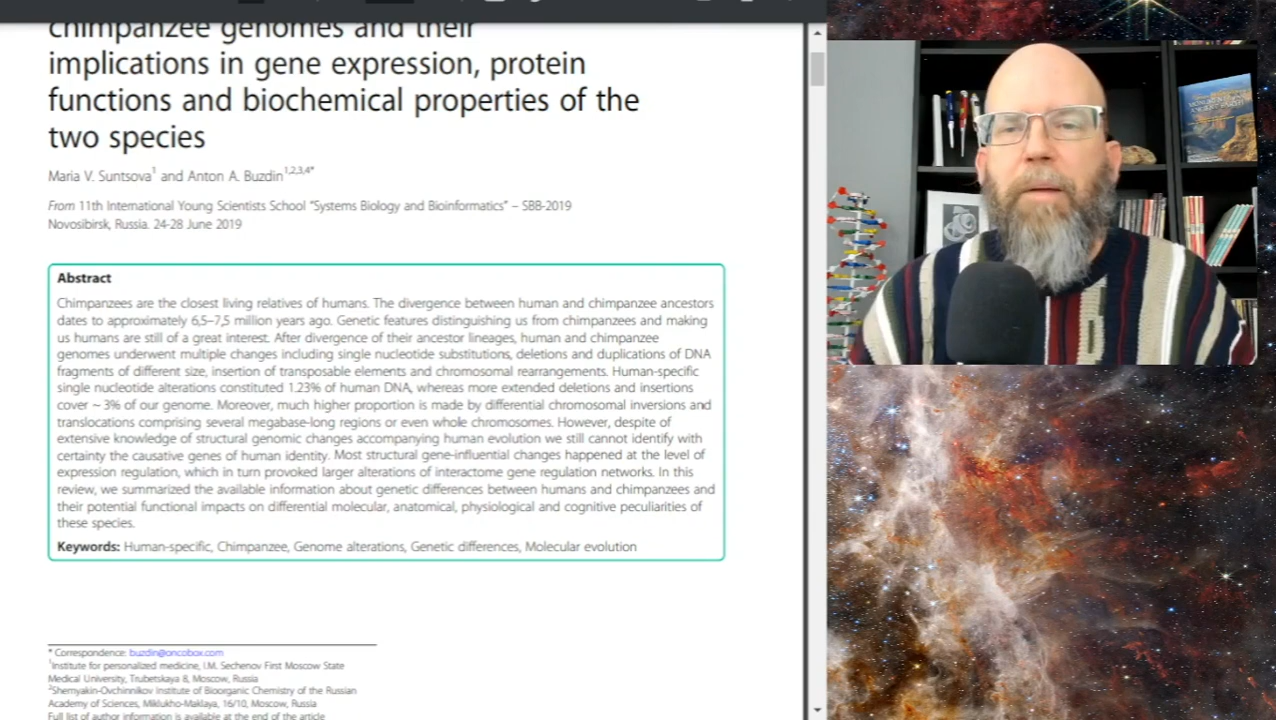 chimpanzee genomes and their
implications in gene expression, protein
functions and biochemical properties of the
two species
Maria V. Suntsova1 and Anton A. Buzdin1,2,3,4*
From 11th International Young Scientists School "Systems Biology and Bioinformatics" – SBB-2019
Novosibirsk, Russia. 24-28 June 2019
Abstract
Chimpanzees are the closest living relatives of humans. The divergence between human and chimpanzee ancestors
dates to approximately 6,5–7,5 million years ago. Genetic features distinguishing us from chimpanzees and making
us humans are still of a great interest. After divergence of their ancestor lineages, human and chimpanzee
genomes underwent multiple changes including single nucleotide substitutions, deletions and duplications of DNA
fragments of different size, insertion of transposable elements and chromosomal rearrangements. Human-specific
single nucleotide alterations constituted 1.23% of human DNA, whereas more extended deletions and insertions
cover ~ 3% of our genome. Moreover, much higher proportion is made by differential chromosomal inversions and
translocations comprising several megabase-long regions or even whole chromosomes. However, despite of
extensive knowledge of structural genomic changes accompanying human evolution we still cannot identify with
certainty the causative genes of human identity. Most structural gene-influential changes happened at the level of
expression regulation, which in turn provoked larger alterations of interactome gene regulation networks. In this
review, we summarized the available information about genetic differences between humans and chimpanzees and
their potential functional impacts on differential molecular, anatomical, physiological and cognitive peculiarities of
these species.
Keywords: Human-specific, Chimpanzee, Genome alterations, Genetic differences, Molecular evolution
* Correspondence: buzdin@oncobox.com
1Institute for personalized medicine, I.M. Sechenov First Moscow State
Medical University, Trubetskaya 8, Moscow, Russia
2Shemyakin-Ovchinnikov Institute of Bioorganic Chemistry of the Russian
Academy of Sciences, Miklukho-Maklaya, 16/10, Moscow, Russia
Full list of author information is available at the end of the article